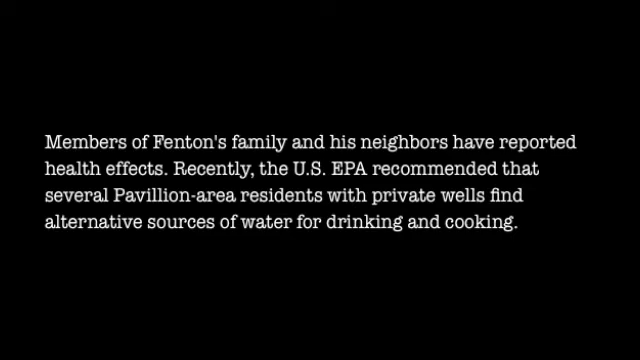 Members of Fenton's family and his neighbors have reported
health effects. Recently, the U.S. EPA recommended that
several Pavillion-area residents with private wells find
alternative sources of water for drinking and cooking.